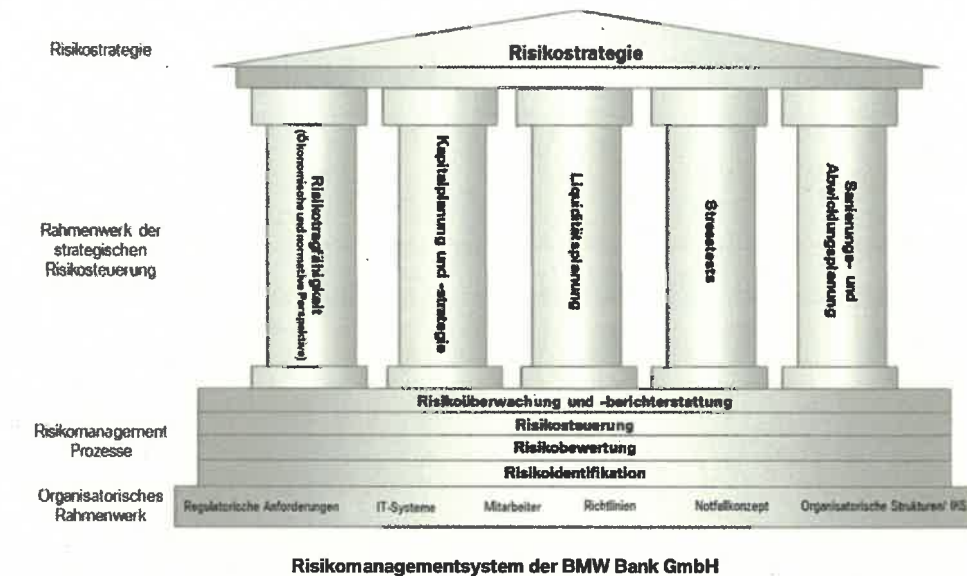 Risikostrategie
Risikostrategie
Rahmenwerk der
strategischen
Risikosteuerung
Risikotragfähigkeit
(Ökonomische und normative Perspektive)
Kapitalplanung und -strategie
Liquiditätsplanung
Stresstests
Sanierungs- und
Abwicklungsplanung
Risikomanagement
Prozesse
Risikoüberwachung und -berichterstattung
Risikosteuerung
Risikobewertung
Risikoidentifikation
Organisatorisches
Rahmenwerk
Regulatorische Anforderungen IT-Systeme Mitarbeiter Richtlinien Notfallkonzept Organisatorische Strukturen/ IKS
Risikomanagementsystem der BMW Bank GmbH